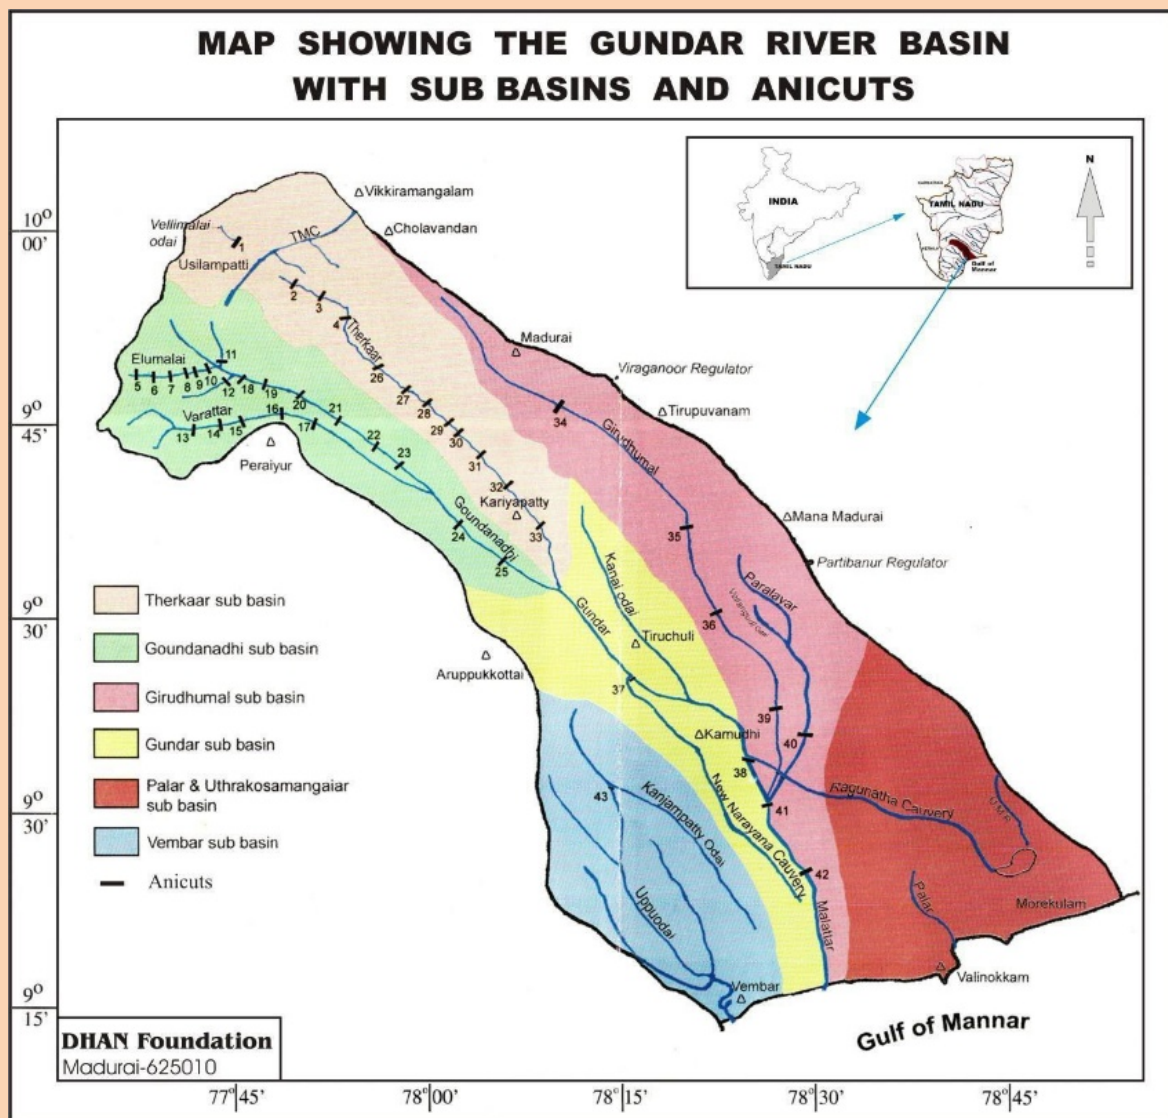 MAP SHOWING THE GUNDAR RIVER BASIN
WITH SUB BASINS AND ANICUTS
INDIA
TAMIL NADU
TAMIL NADU
Gulf of
Mannar
N
10°
00'
9°
45'
9°
30'
9°
30'
9°
15'
Vikkiramangalam
Cholavandan
Vellimalai
odai
1
TMC
Usilampatti
2
3
4
Therkaar
Madurai
Viraganoor Regulator
Tirupuvanam
Elumalai
5
6
7
8
9
10
11
12
18
19
20
21
22
23
Varattar
13
14
15
16
17
Peraiyur
26
27
28
29
30
31
32
Kariyapatty
33
34
Girudhumal
35
Mana Madurai
Partibanur Regulator
Goundanadhi
24
25
Gundar
Kanai odai
Paralavar
36
Tiruchuli
Aruppukkottai
37
Kamudhi
38
39
40
41
42
43
Kanjampatty Odai
New Narayana Cauvery
Ragunatha Cauvery
Uppuodai
Malattar
Palar
Morekulam
Valinokkam
Vembar
Gulf of Mannar
Therkaar sub basin
Goundanadhi sub basin
Girudhumal sub basin
Gundar sub basin
Palar & Uthrakosamangaiar
sub basin
Vembar sub basin
Anicuts
DHAN Foundation
Madurai-625010
77°45' 78°00' 78°15' 78°30' 78°45'